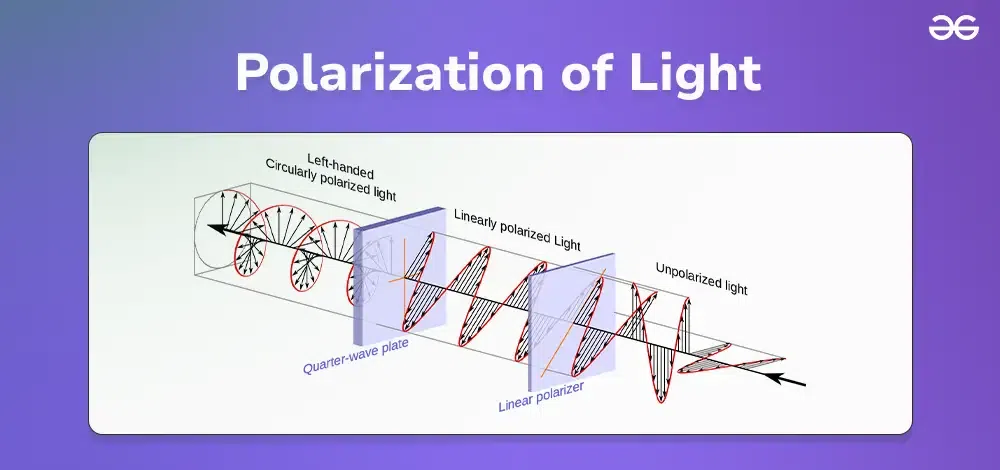 Polarization of Light
Left-handed
Circularly polarized light
Linearly polarized Light
Unpolarized light
Quarter-wave plate
Linear polarizer